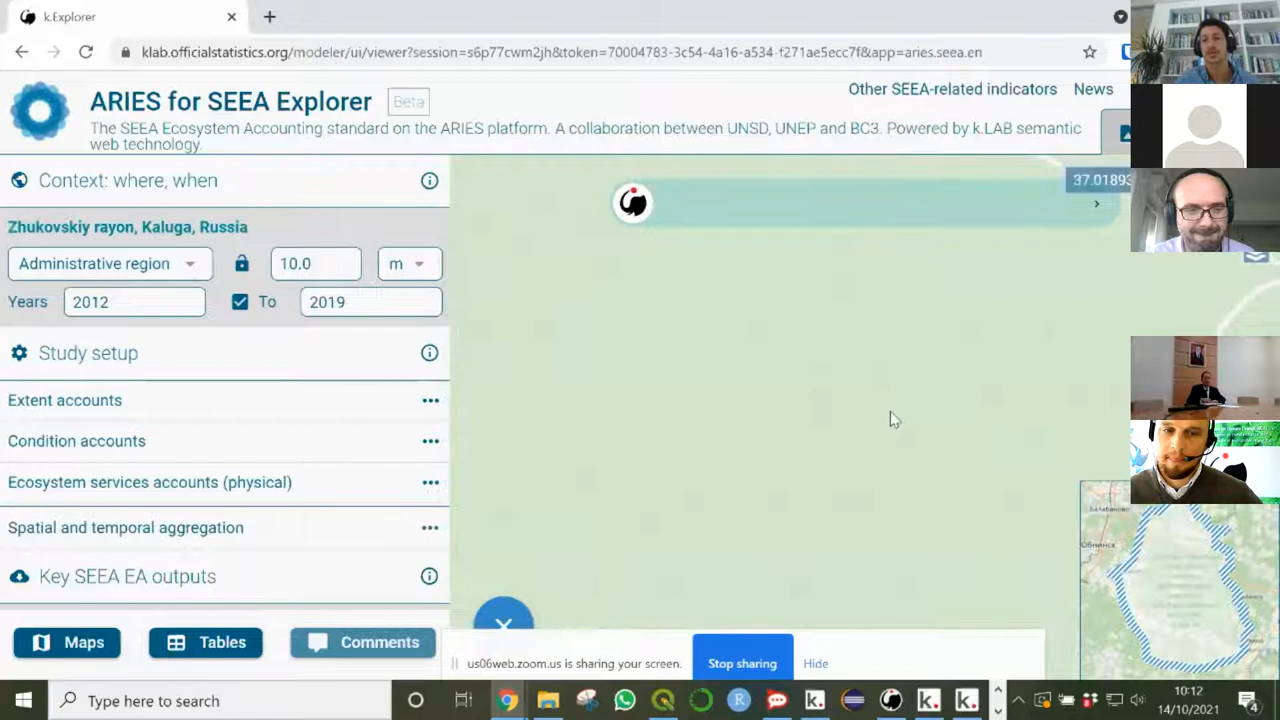 k.Explorer
klab.officialstatistics.org/modeler/ui/viewer?session=s6p77cwm2jh&token=70004783-3c54-4a16-a534-f271ae5ecc7f&app=aries.seea.en
ARIES for SEEA Explorer Beta
Other SEEA-related indicators News
The SEEA Ecosystem Accounting standard on the ARIES platform. A collaboration between UNSD, UNEP and BC3. Powered by k.LAB semantic
web technology.
Context: where, when
37.01893
Zhukovskiy rayon, Kaluga, Russia
Administrative region 10.0 m
Years 2012 To 2019
Study setup
Extent accounts
Condition accounts
Ecosystem services accounts (physical)
Spatial and temporal aggregation
Обнинск
Key SEEA EA outputs
Maps Tables Comments
us06web.zoom.us is sharing your screen. Stop sharing Hide
Type here to search
10:12
14/10/2021
4